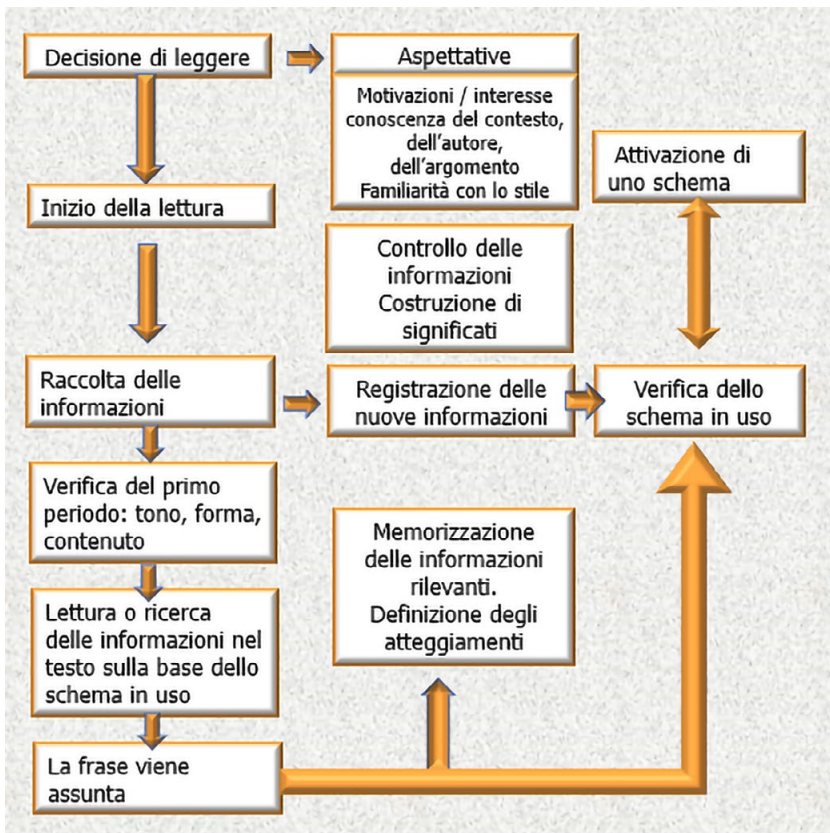 Decisione di leggere
Aspettative
Motivazioni / interesse
conoscenza del contesto,
dell'autore,
dell'argomento
Familiarità con lo stile
Attivazione di
uno schema
Inizio della lettura
Controllo delle
informazioni
Costruzione di
significati
Raccolta delle
informazioni
Registrazione delle
nuove informazioni
Verifica dello
schema in uso
Verifica del primo
periodo: tono, forma,
contenuto
Memorizzazione
delle informazioni
rilevanti.
Definizione degli
atteggiamenti
Lettura o ricerca
delle informazioni nel
testo sulla base dello
schema in uso
La frase viene
assunta